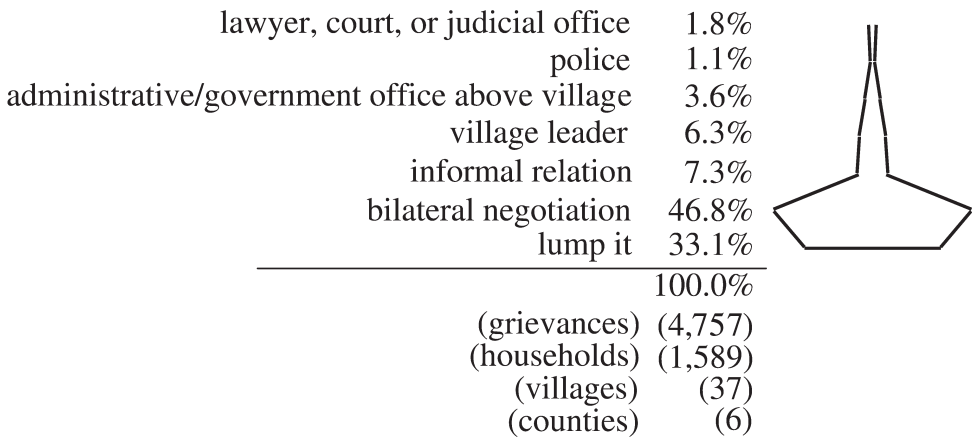 lawyer, court, or judicial office 1.8%
police 1.1%
administrative/government office above village 3.6%
village leader 6.3%
informal relation 7.3%
bilateral negotiation 46.8%
lump it 33.1%
100.0%
(grievances) (4,757)
(households) (1,589)
(villages) (37)
(counties) (6)